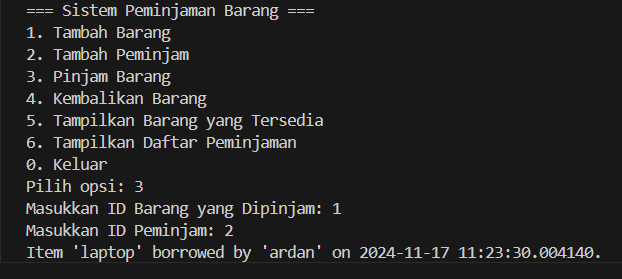 === Sistem Peminjaman Barang ===
1. Tambah Barang
2. Tambah Peminjam
3. Pinjam Barang
4. Kembalikan Barang
5. Tampilkan Barang yang Tersedia
6. Tampilkan Daftar Peminjaman
0. Keluar
Pilih opsi: 3
Masukkan ID Barang yang Dipinjam: 1
Masukkan ID Peminjam: 2
Item 'laptop' borrowed by 'ardan' on 2024-11-17 11:23:30.004140.